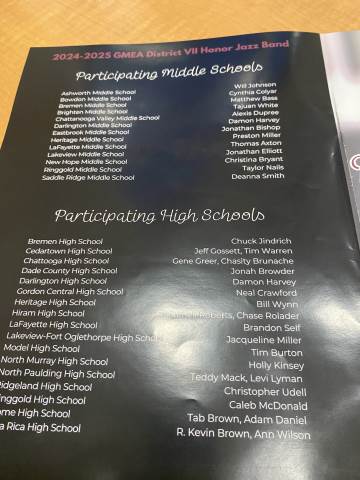 2024-2025 GMEA District VII Honor Jazz Band
Participating Middle Schools
Ashworth Middle School Wil Johnson
Bowdon Middle School Cynthia Colyar
Bremen Middle School Matthew Bass
Brighten Middle School Tajuan White
Chattanooga Valley Middle School Alexis Dupree
Darlington Middle School Damon Harvey
Eastbrook Middle School Jonathan Bishop
Heritage Middle School Preston Miller
LaFayette Middle School Thomas Axton
Lakeview Middle School Jonathan Elliott
New Hope Middle School Christina Bryant
Ringgold Middle School Taylor Nails
Saddle Ridge Middle School Deanna Smith
Participating High Schools
Bremen High School Chuck Jindrich
Cedartown High School Jeff Gossett, Tim Warren
Chattooga High School Gene Greer, Chasity Brunache
Dade County High School Jonah Browder
Darlington High School Damon Harvey
Gordon Central High School Neal Crawford
Heritage High School Bill Wynn
Hiram High School Roberts, Chase Rolader
LaFayette High School Brandon Self
Lakeview-Fort Oglethorpe High School Jacqueline Miller
Model High School Tim Burton
North Murray High School Holly Kinsey
North Paulding High School Teddy Mack, Levi Lyman
Ridgeland High School Christopher Udell
inggold High School Caleb McDonald
ome High School Tab Brown, Adam Daniel
a Rica High School R. Kevin Brown, Ann Wilson